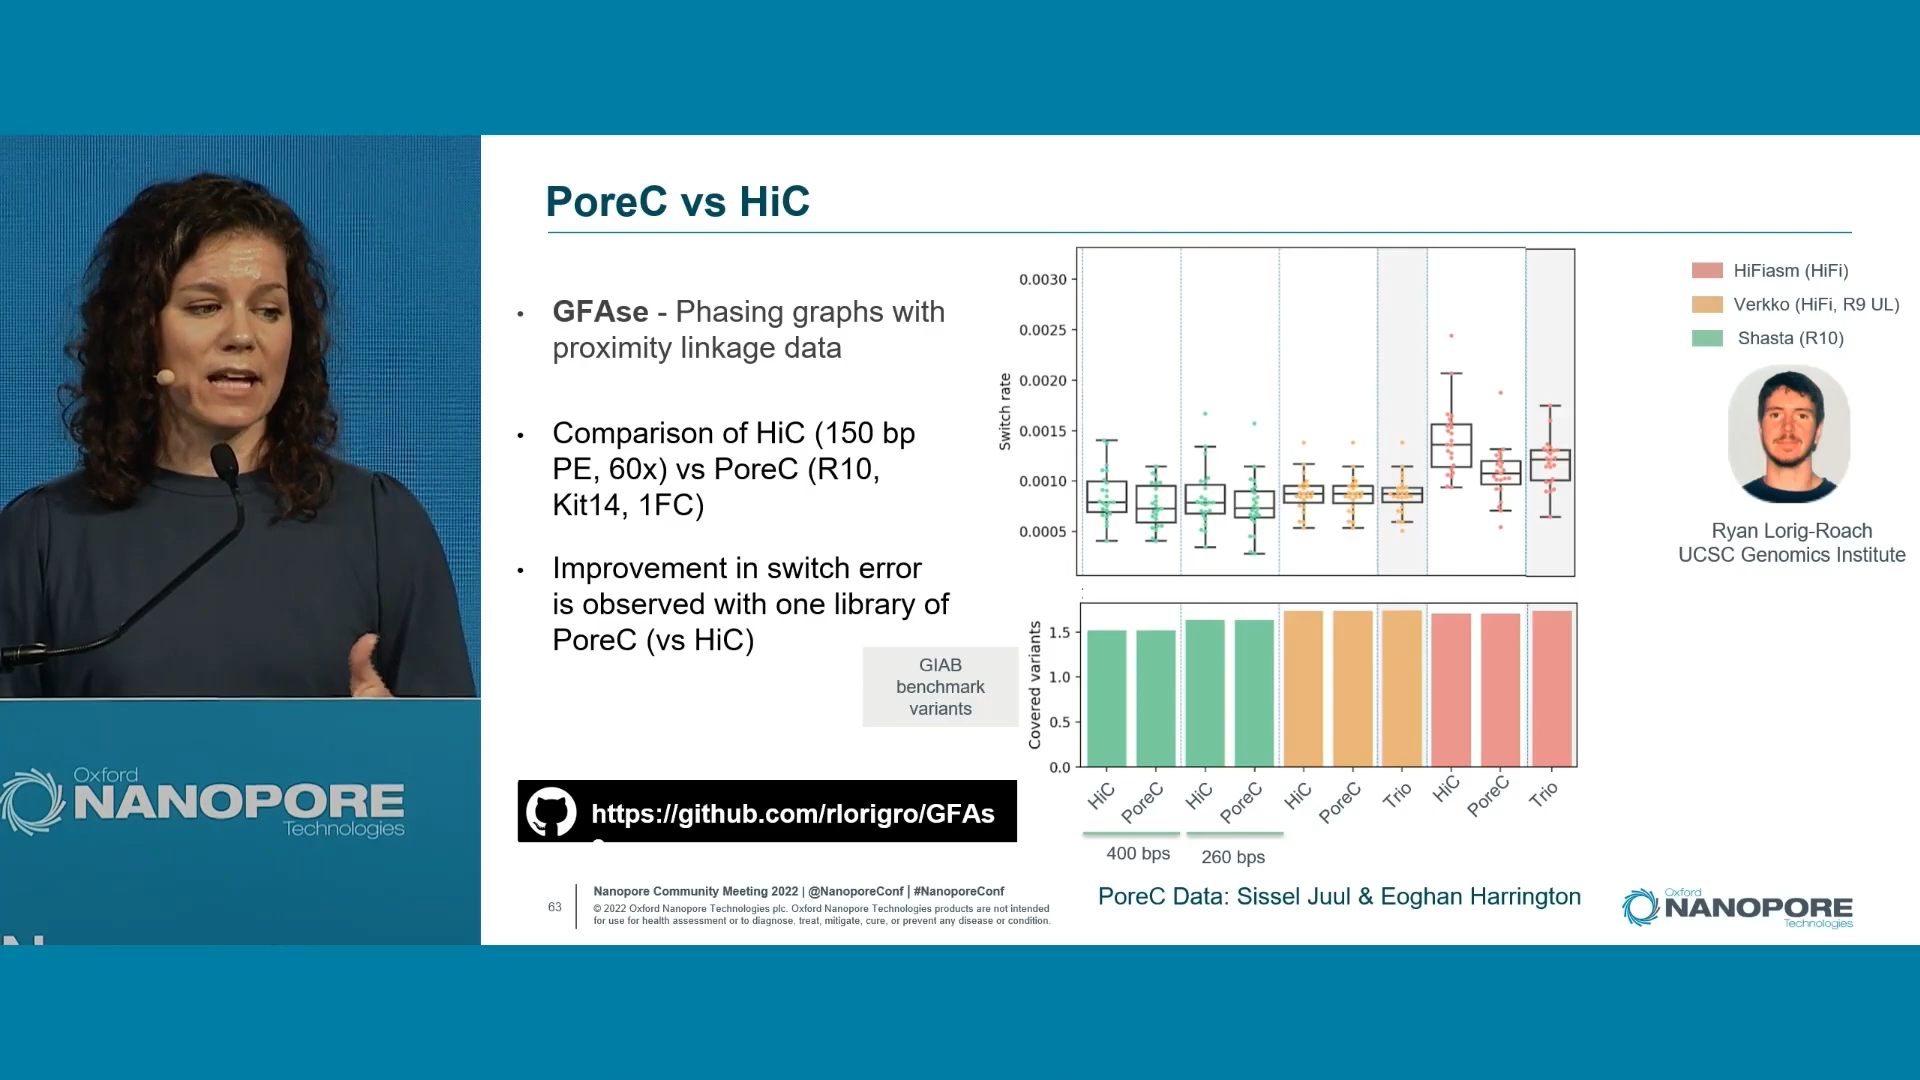 PoreC vs HiC
• GFAse - Phasing graphs with
proximity linkage data
• Comparison of HiC (150 bp
PE, 60x) vs PoreC (R10,
Kit14, 1FC)
• Improvement in switch error
is observed with one library of
PoreC (vs HiC)
GIAB
benchmark
variants
https://github.com/rlorigro/GFAs
Switch rate
0.0030
0.0025
0.0020
0.0015
0.0010
0.0005
Covered variants
1.5
1.0
0.5
0.0
HiC
PoreC
HiC
PoreC
HiC
PoreC
Trio
HiC
PoreC
Trio
400 bps
260 bps
HiFiasm (HiFi)
Verkko (HiFi, R9 UL)
Shasta (R10)
Ryan Lorig-Roach
UCSC Genomics Institute
PoreC Data: Sissel Juul & Eoghan Harrington
63
Nanopore Community Meeting 2022 | @NanoporeConf | #NanoporeConf
© 2022 Oxford Nanopore Technologies plc. Oxford Nanopore Technologies products are not intended
for use for health assessment or to diagnose, treat, mitigate, cure, or prevent any disease or condition.
Oxford
NANOPORE
Technologies
Oxford
NANOPORE
Technologies